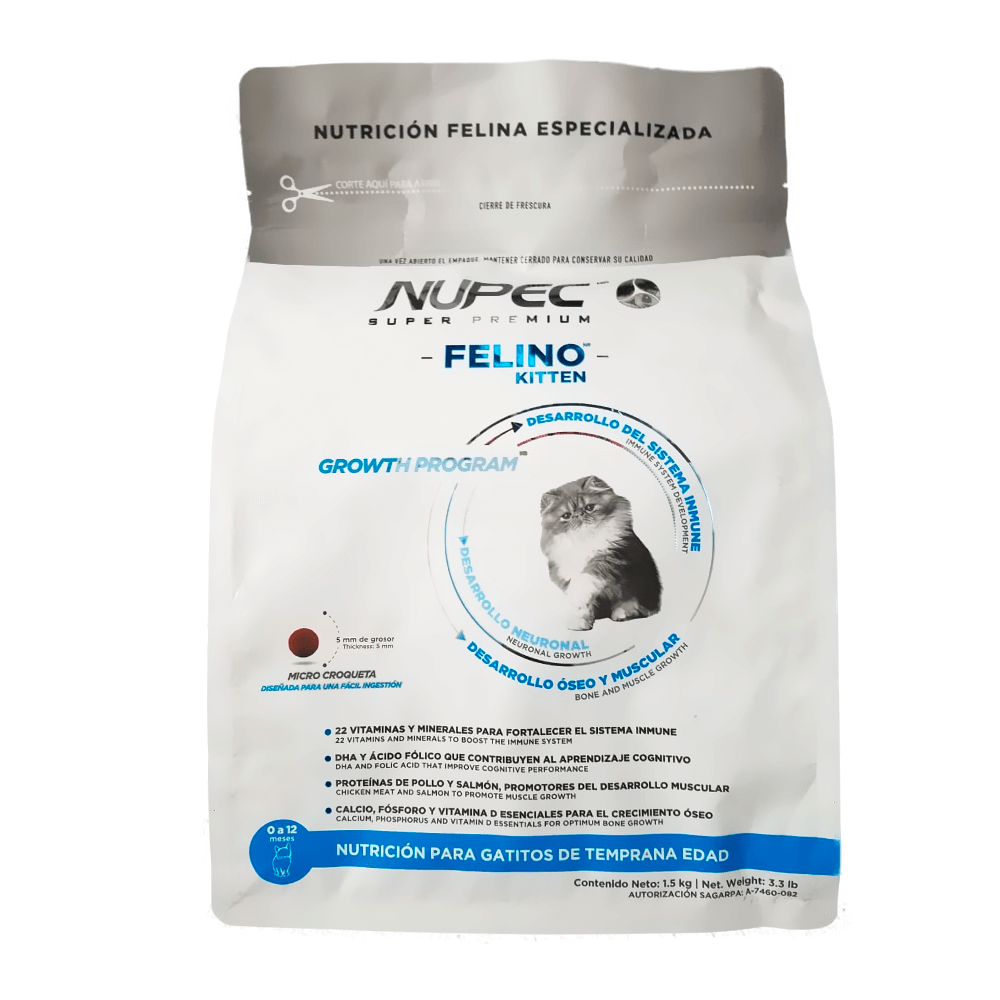 NUTRICIÓN FELINA ESPECIALIZADA
CORTE AQUÍ PARA ABRIR
CIERRE DE FRESCURA
UNA VEZ ABIERTO EL EMPAQUE, MANTENER CERRADO PARA CONSERVAR SU CALIDAD
NUPEC
SUPER PREMIUM
- FELINO -
KITTEN
GROWTH PROGRAM
DESARROLLO DEL SISTEMA INMUNE
IMMUNE SYSTEM DEVELOPMENT
DESARROLLO NEURONAL
NEURONAL GROWTH
DESARROLLO ÓSEO Y MUSCULAR
BONE AND MUSCLE GROWTH
5 mm de grosor
Thickness: 5 mm
MICRO CROQUETA
DISEÑADA PARA UNA FÁCIL INGESTIÓN
• 22 VITAMINAS Y MINERALES PARA FORTALECER EL SISTEMA INMUNE
22 VITAMINS AND MINERALS TO BOOST THE IMMUNE SYSTEM
• DHA Y ÁCIDO FÓLICO QUE CONTRIBUYEN AL APRENDIZAJE COGNITIVO
DHA AND FOLIC ACID THAT IMPROVE COGNITIVE PERFORMANCE
• PROTEÍNAS DE POLLO Y SALMÓN, PROMOTORES DEL DESARROLLO MUSCULAR
CHICKEN MEAT AND SALMON TO PROMOTE MUSCLE GROWTH
• CALCIO, FÓSFORO Y VITAMINA D ESENCIALES PARA EL CRECIMIENTO ÓSEO
CALCIUM, PHOSPHORUS AND VITAMIN D ESSENTIALS FOR OPTIMUM BONE GROWTH
0 a 12
meses
NUTRICIÓN PARA GATITOS DE TEMPRANA EDAD
Contenido Neto: 1.5 kg | Net. Weight: 3.3 lb
AUTORIZACIÓN SAGARPA: A-7460-082